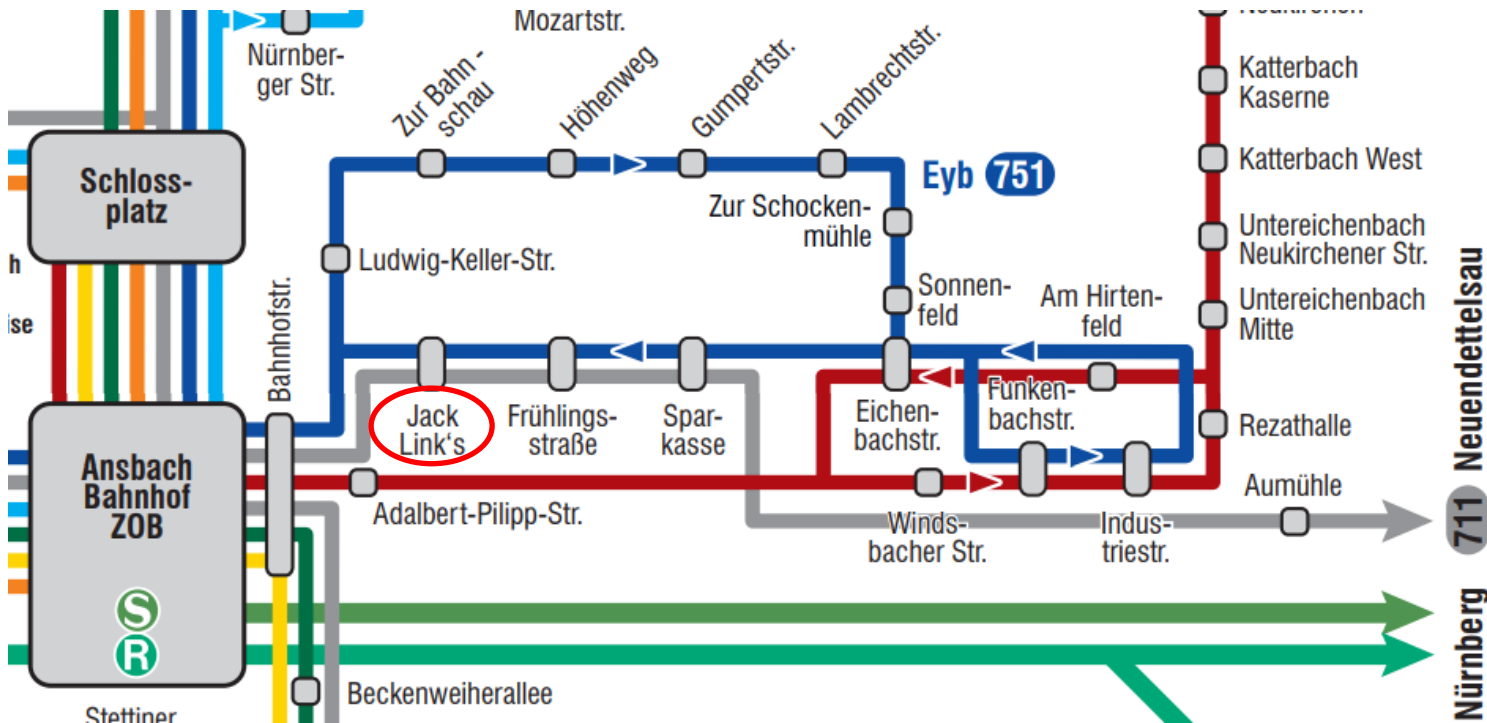 Mozartstr.
Nürnber-
ger Str.
Zur Bahn -
schau
Höhenweg
Gumpertstr.
Lambrechtstr.
Katterbach
Kaserne
Katterbach West
Schloss-
platz
Eyb 751
Zur Schocken-
mühle
Untereichenbach
Neukirchener Str.
h
Ludwig-Keller-Str.
Sonnen-
feld
Am Hirten-
feld
Untereichenbach
Mitte
ise
Bahnhofstr.
Jack
Link‘s
Frühlings-
straße
Spar-
kasse
Eichen-
bachstr.
Funken-
bachstr.
Rezathalle
Ansbach
Bahnhof
ZOB
Adalbert-Pilipp-Str.
Winds-
bacher Str.
Indus-
triestr.
Aumühle
711 Neuendettelsau
S
R
Nürnberg
Beckenweiherallee
Stettiner